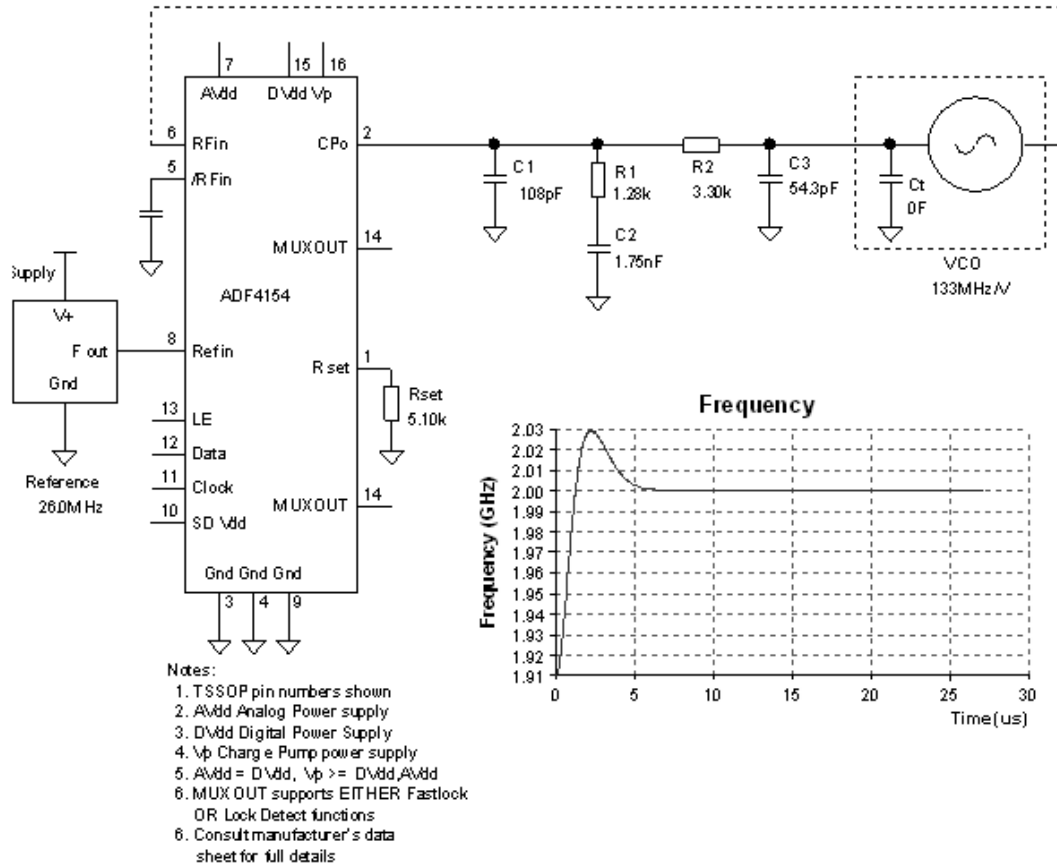 7
15
16
AVdd
DVdd Vp
6
RFin
CPo
2
5
/RFin
C1
108pF
R1
1.28k
C2
1.75nF
R2
3.30k
C3
54.3pF
Ct
0F
VCO
133MHz/V
MUXOUT
14
ADF4154
Supply
V+
F out
Gnd
8
Refin
Rset
1
Rset
5.10k
Reference
26.0MHz
13
LE
12
Data
11
Clock
10
SD Vdd
MUXOUT
14
Gnd Gnd Gnd
3
4
9
Notes:
1. TSSOP pin numbers shown
2. AVdd Analog Power supply
3. DVdd Digital Power Supply
4. Vp Charge Pump power supply
5. AVdd = DVdd, Vp >= DVdd,AVdd
6. MUXOUT supports EITHER Fastlock
OR Lock Detect functions
6. Consult manufacturer's data
sheet for full details
Frequency
Frequency (GHz)
2.03
2.02
2.01
2.00
1.99
1.98
1.97
1.96
1.95
1.94
1.93
1.92
1.91
0 5 10 15 20 25 30
Time(us)